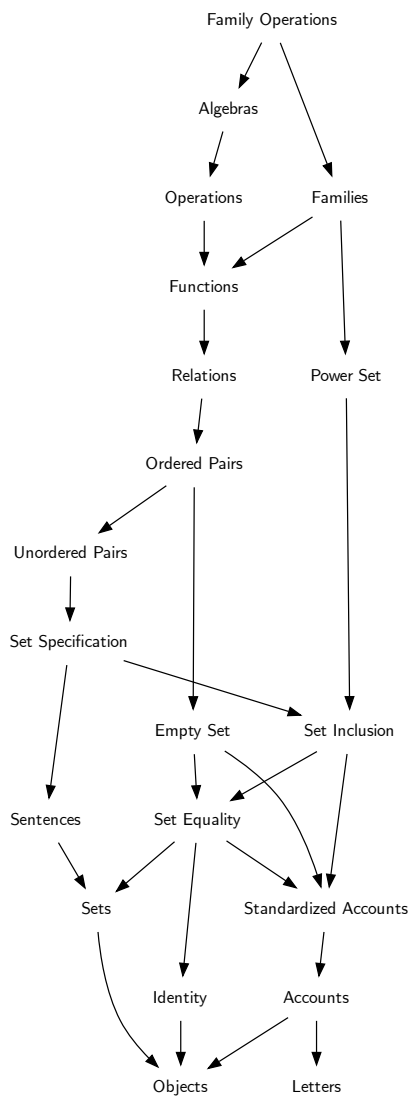 Family Operations
Algebras
Operations
Families
Functions
Relations
Power Set
Ordered Pairs
Unordered Pairs
Set Specification
Empty Set
Set Inclusion
Sentences
Set Equality
Sets
Standardized Accounts
Identity
Accounts
Objects
Letters